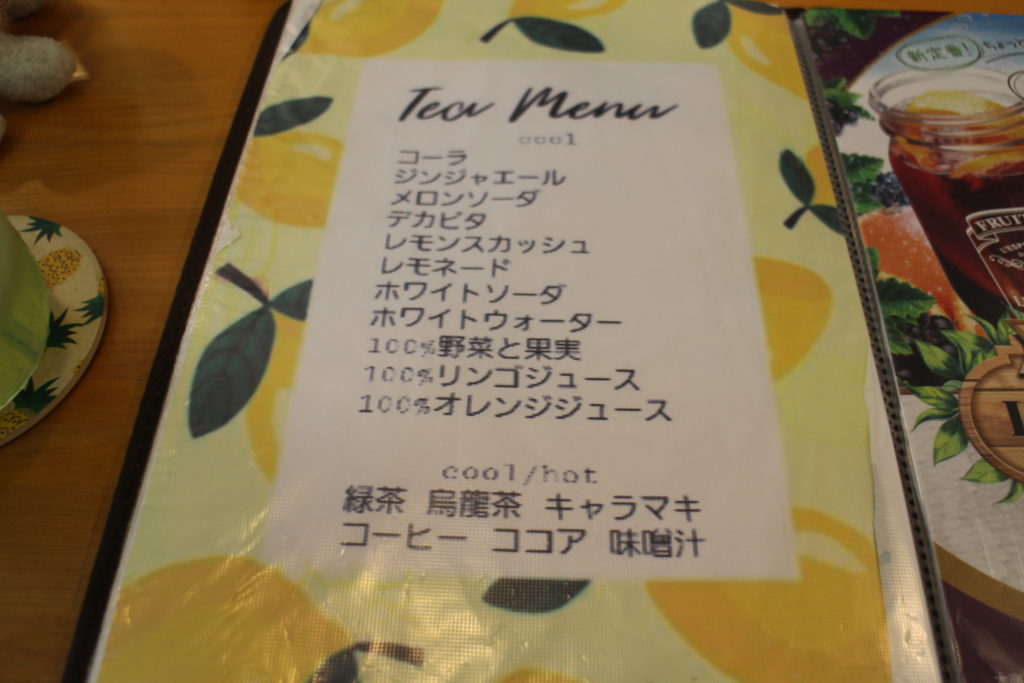 Tea Menu
cool
コーラ
ジンジャエール
メロンソーダ
デカビタ
レモンスカッシュ
レモネード
ホワイトソーダ
ホワイトウォーター
100%野菜と果実
100%リンゴジュース
100%オレンジジュース
cool/hot
緑茶 烏龍茶 キャラマキ
コーヒー ココア 味噌汁
新定番!
ちょっと
FRUIT